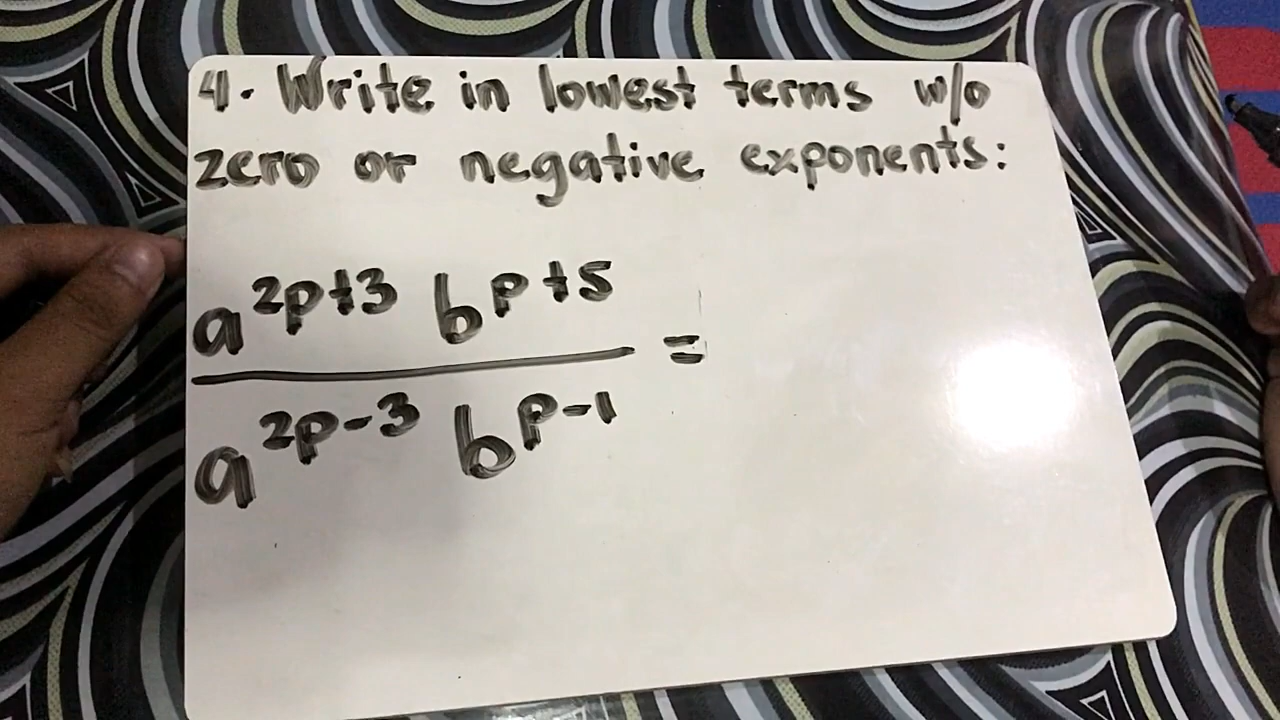 4. Write in lowest terms w/o
zero or negative exponents:
a^{2p+3} b^{p+5}
/
a^{2p-3} b^{p-1} =